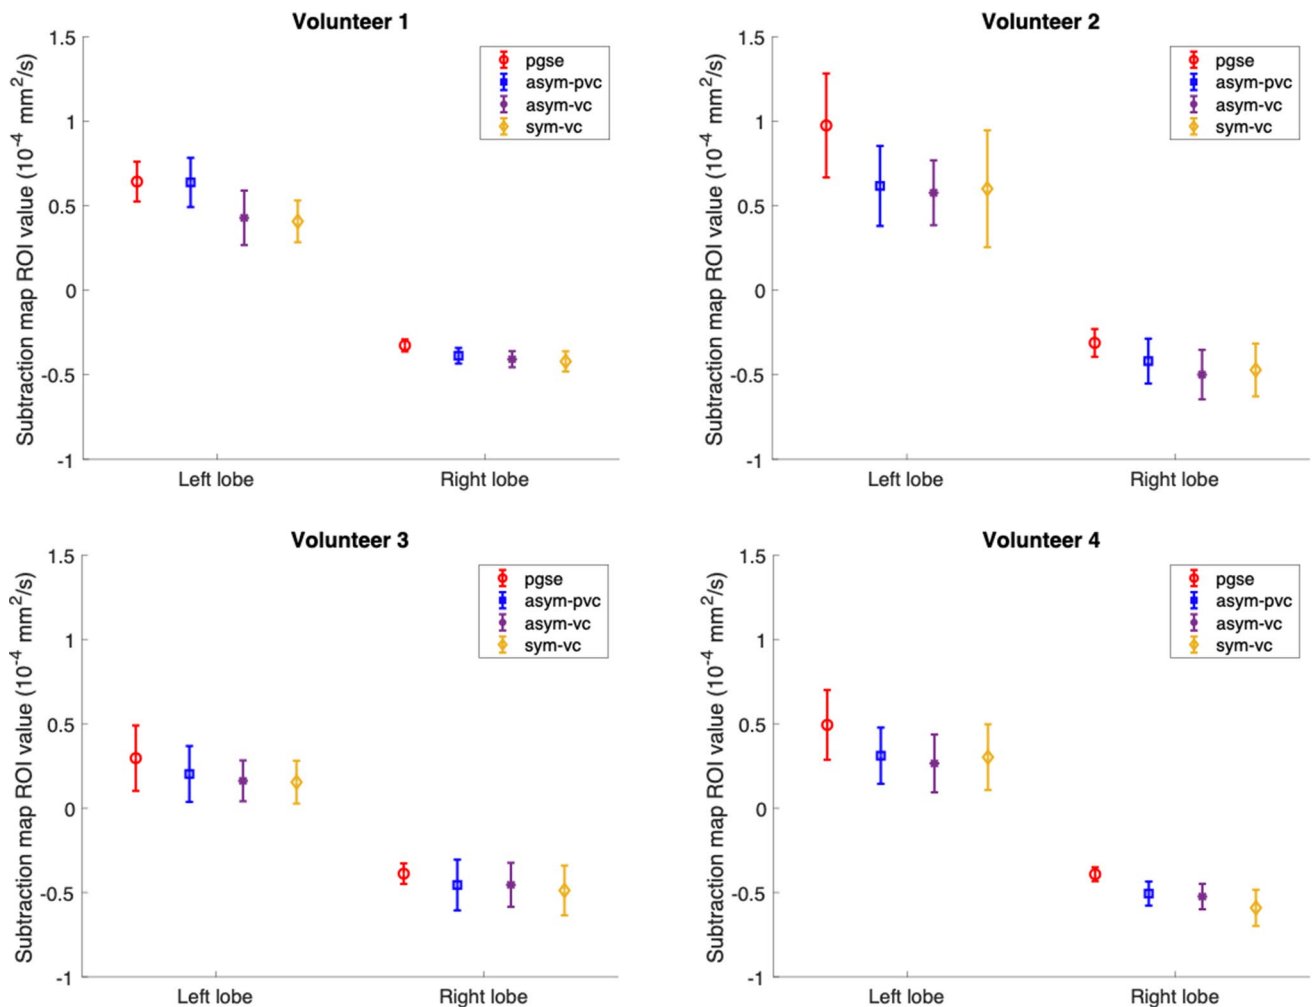 Volunteer 1
Subtraction map ROI value (10⁻⁴ mm²/s)
1.5
1
0.5
0
-0.5
-1
pgse
asym-pvc
asym-vc
sym-vc
Left lobe
Right lobe
Volunteer 2
Subtraction map ROI value (10⁻⁴ mm²/s)
1.5
1
0.5
0
-0.5
-1
pgse
asym-pvc
asym-vc
sym-vc
Left lobe
Right lobe
Volunteer 3
Subtraction map ROI value (10⁻⁴ mm²/s)
1.5
1
0.5
0
-0.5
-1
pgse
asym-pvc
asym-vc
sym-vc
Left lobe
Right lobe
Volunteer 4
Subtraction map ROI value (10⁻⁴ mm²/s)
1.5
1
0.5
0
-0.5
-1
pgse
asym-pvc
asym-vc
sym-vc
Left lobe
Right lobe